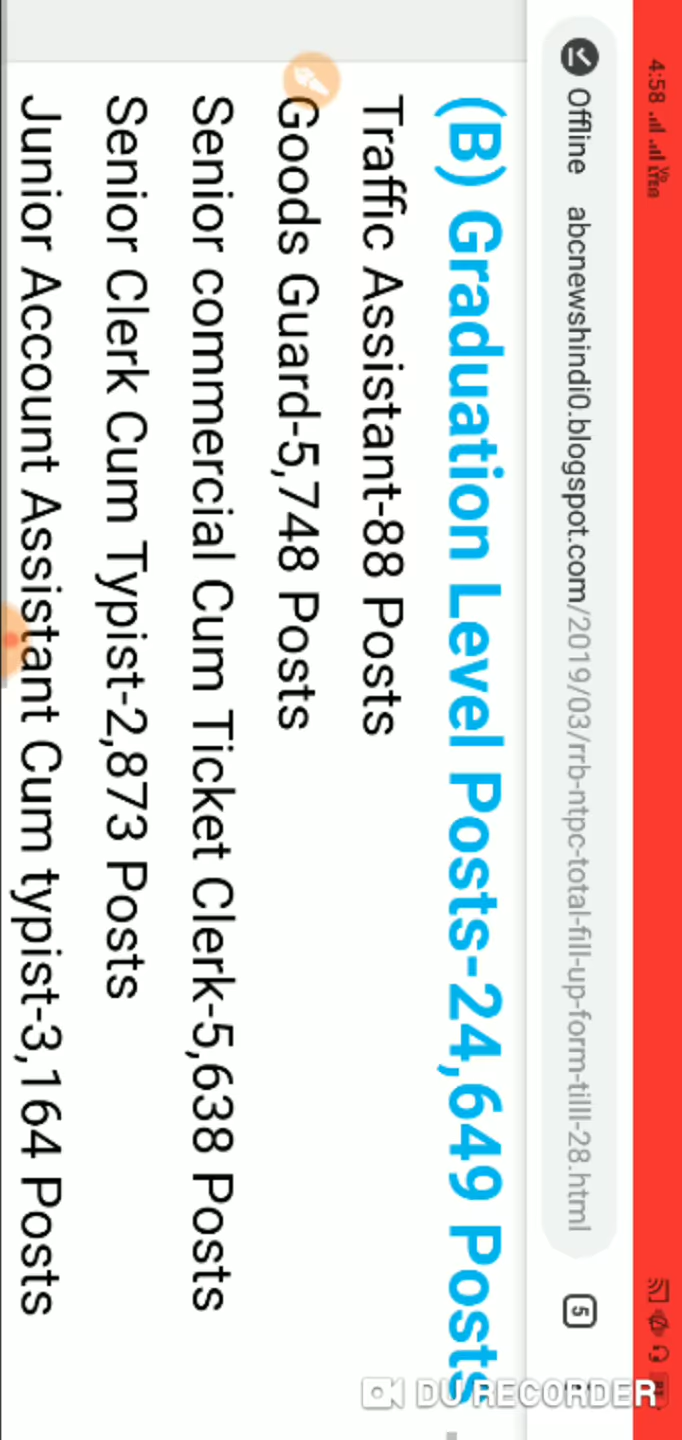 4:58
Offline abcnewshindi0.blogspot.com/2019/03/rrb-ntpc-total-fill-up-form-tilll-28.html 5
(B) Graduation Level Posts-24,649 Posts
Traffic Assistant-88 Posts
Goods Guard-5,748 Posts
Senior commercial Cum Ticket Clerk-5,638 Posts
Senior Clerk Cum Typist-2,873 Posts
Junior Account Assistant Cum typist-3,164 Posts
DU RECORDER